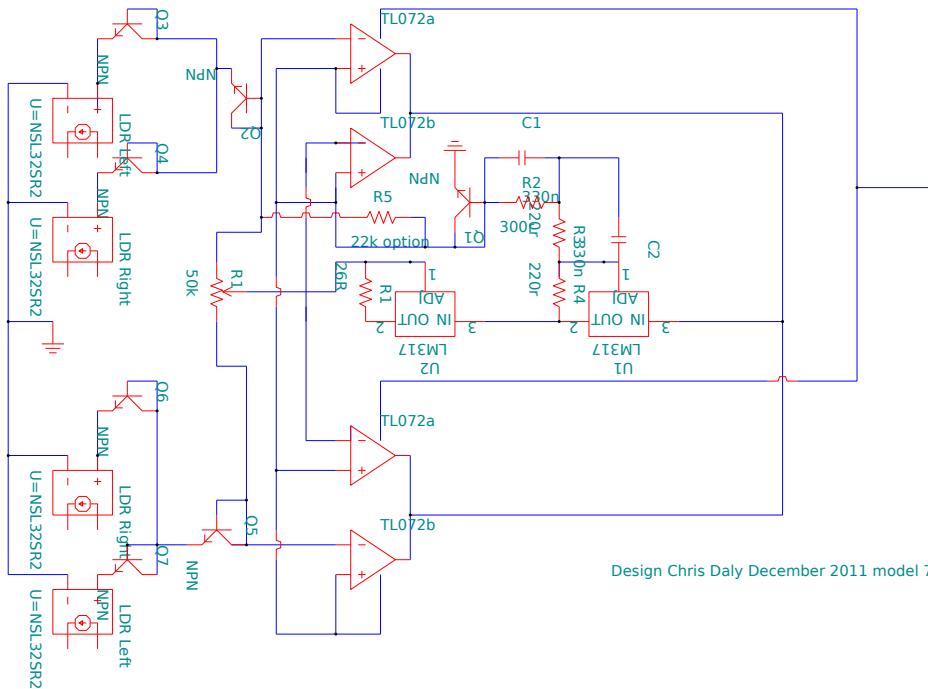 Q3
TL072a
NPN
NPN
U=NSL32SR2
LDR Left
Q2
TL072b
C1
Q4
NPN
R2
330n
NPN
R5
300r
220r
Q1
U=NSL32SR2
LDR Right
22k option
R3
330n
C2
50k
R1
26R
R1
1
ADJ
220r
R4
1
ADJ
2
IN OUT
3
2
IN OUT
3
LM317
U2
LM317
U1
Q6
TL072a
NPN
U=NSL32SR2
LDR Right
Q5
TL072b
Q7
NPN
NPN
U=NSL32SR2
LDR Left
Design Chris Daly December 2011 model 7